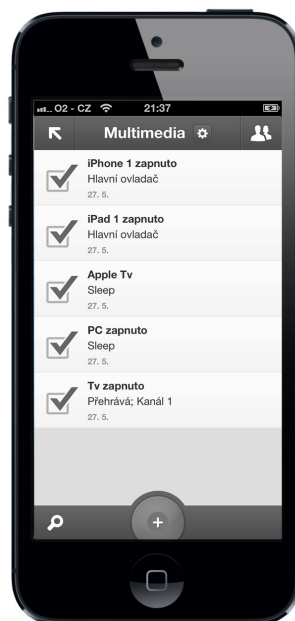 O2 - CZ 21:37
Multimedia
iPhone 1 zapnuto
Hlavní ovladač
27. 5.
iPad 1 zapnuto
Hlavní ovladač
27. 5.
Apple Tv
Sleep
27. 5.
PC zapnuto
Sleep
27. 5.
Tv zapnuto
Přehrává; Kanál 1
27. 5.